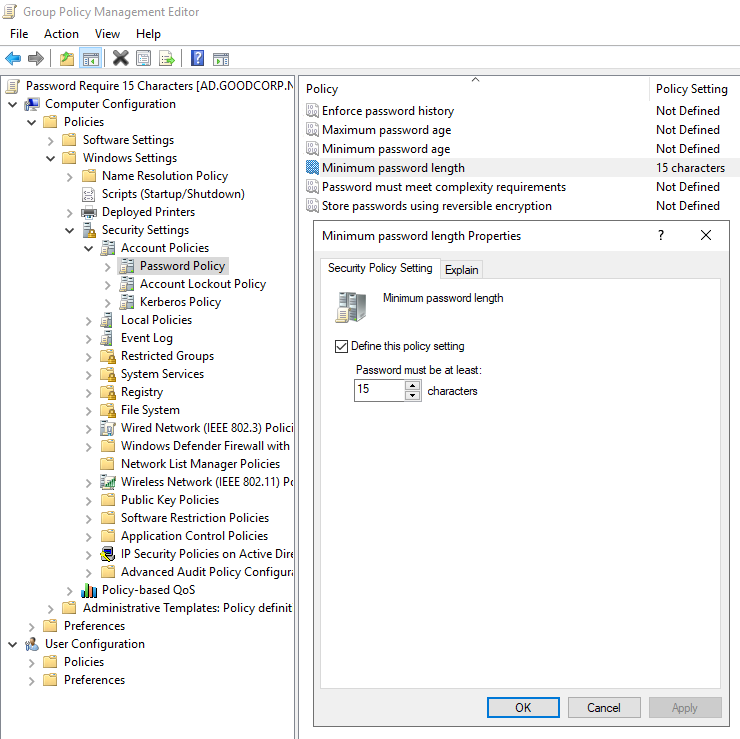 Group Policy Management Editor
File Action View Help
Password Require 15 Characters [AD.GOODCORP.N
Computer Configuration
Policies
Software Settings
Windows Settings
Name Resolution Policy
Scripts (Startup/Shutdown)
Deployed Printers
Security Settings
Account Policies
Password Policy
Account Lockout Policy
Kerberos Policy
Local Policies
Event Log
Restricted Groups
System Services
Registry
File System
Wired Network (IEEE 802.3) Polici
Windows Defender Firewall with
Network List Manager Policies
Wireless Network (IEEE 802.11) Po
Public Key Policies
Software Restriction Policies
Application Control Policies
IP Security Policies on Active Dire
Advanced Audit Policy Configura
Policy-based QoS
Administrative Templates: Policy definit
Preferences
User Configuration
Policies
Preferences
Policy Policy Setting
Enforce password history Not Defined
Maximum password age Not Defined
Minimum password age Not Defined
Minimum password length 15 characters
Password must meet complexity requirements Not Defined
Store passwords using reversible encryption Not Defined
Minimum password length Properties ?
Security Policy Setting Explain
Minimum password length
Define this policy setting
Password must be at least:
15 characters
OK Cancel Apply